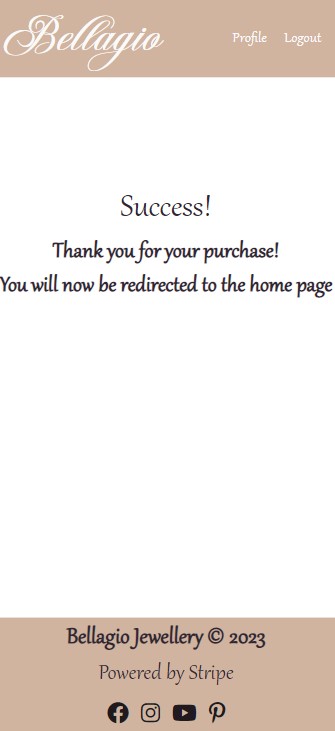 Bellagio
Profile Logout
Success!
Thank you for your purchase!
You will now be redirected to the home page
Bellagio Jewellery © 2023
Powered by Stripe